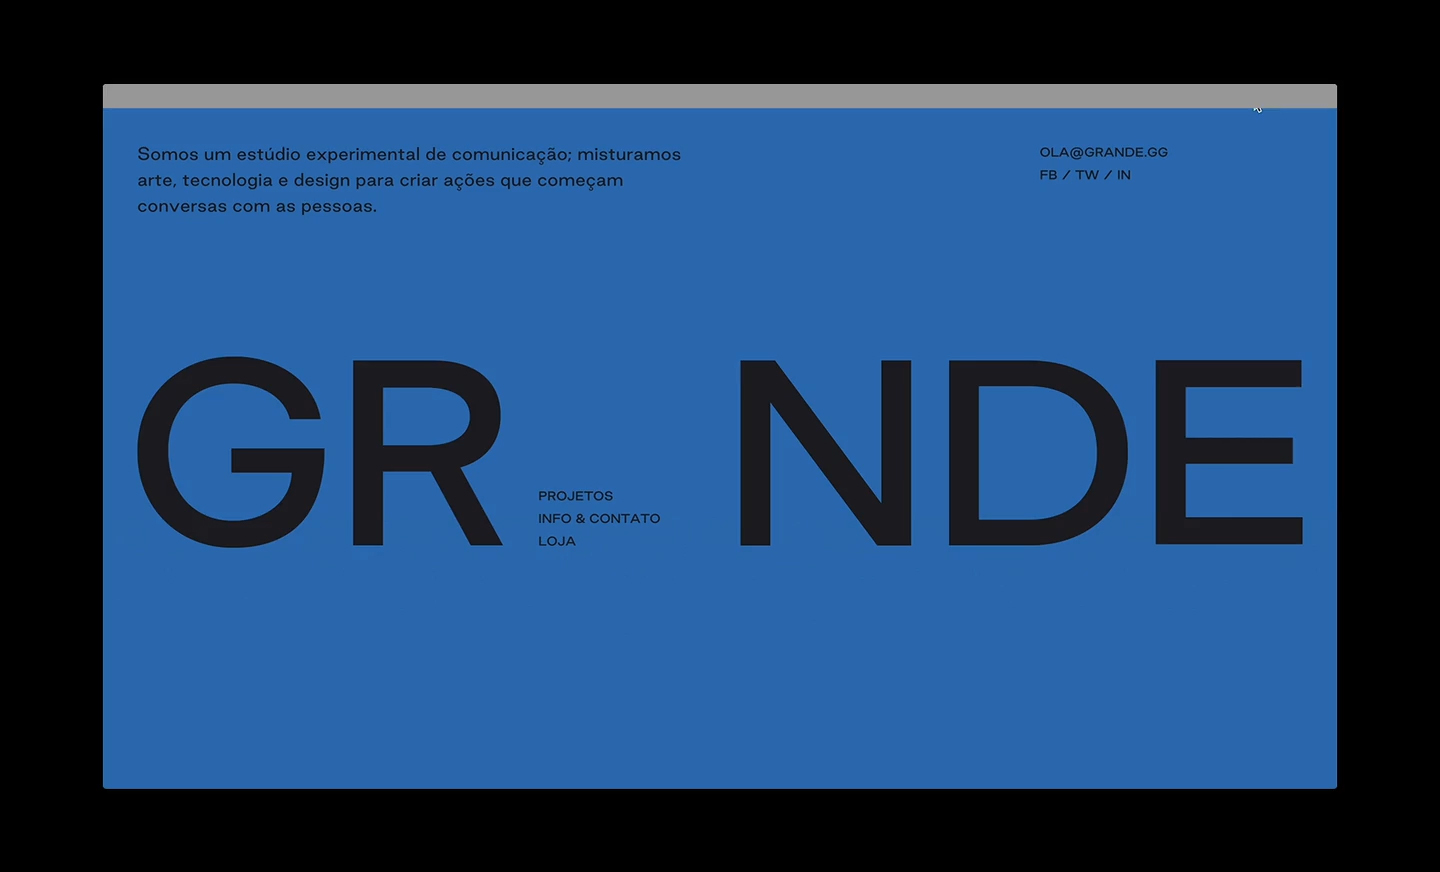 Somos um estúdio experimental de comunicação; misturamos
arte, tecnologia e design para criar ações que começam
conversas com as pessoas.
OLA@GRANDE.GG
FB / TW / IN
GR NDE
PROJETOS
INFO & CONTATO
LOJA